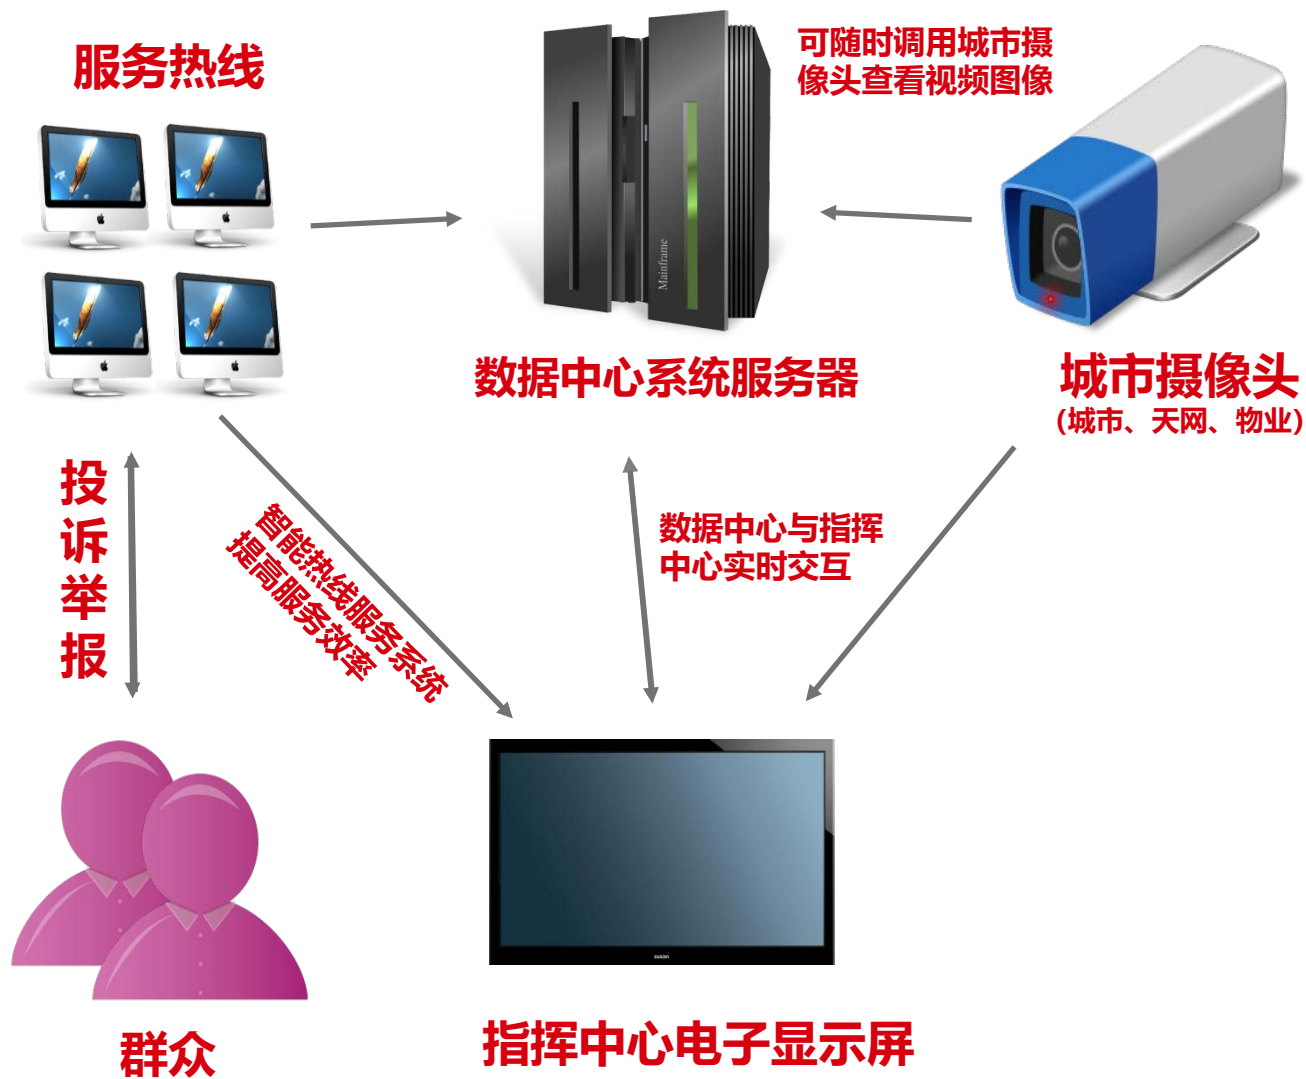 服务热线
可随时调用城市摄
像头查看视频图像
Mainframe
数据中心系统服务器
城市摄像头
(城市、天网、物业)
投
诉
举
报
智能热线服务系统
提高服务效率
数据中心与指挥
中心实时交互
群众
指挥中心电子显示屏